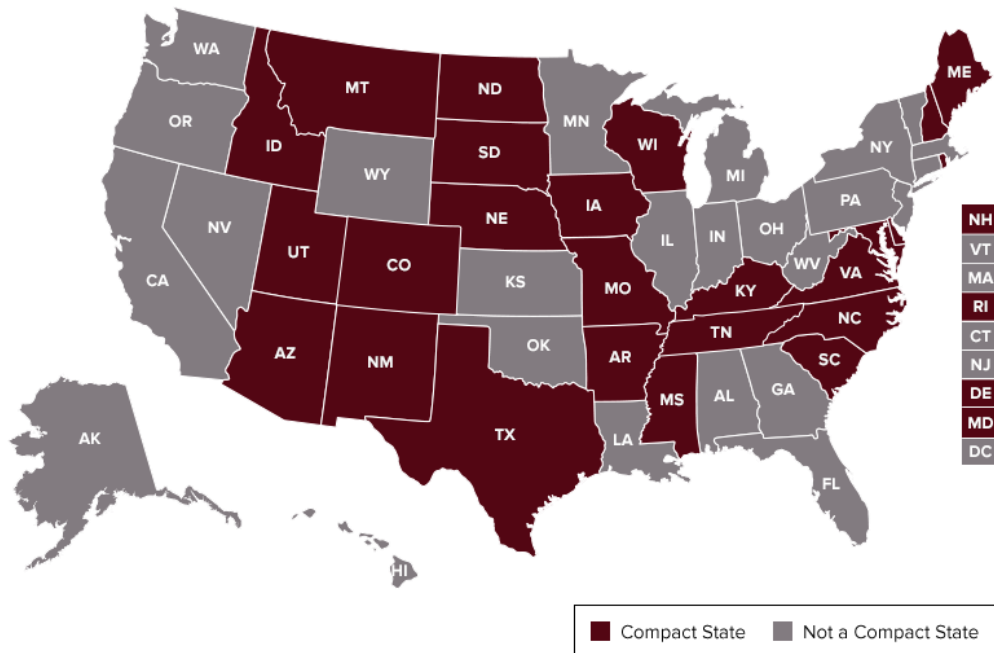 WA
MT
ND
ME
OR
MN
ID
SD
WI
NY
WY
MI
NE
IA
PA
NV
UT
CO
IL
IN
OH
WV
VA
CA
KS
MO
KY
NC
TN
AZ
NM
OK
AR
SC
MS
AL
GA
TX
LA
AK
FL
HI
NH
VT
MA
RI
CT
NJ
DE
MD
DC
Compact State
Not a Compact State